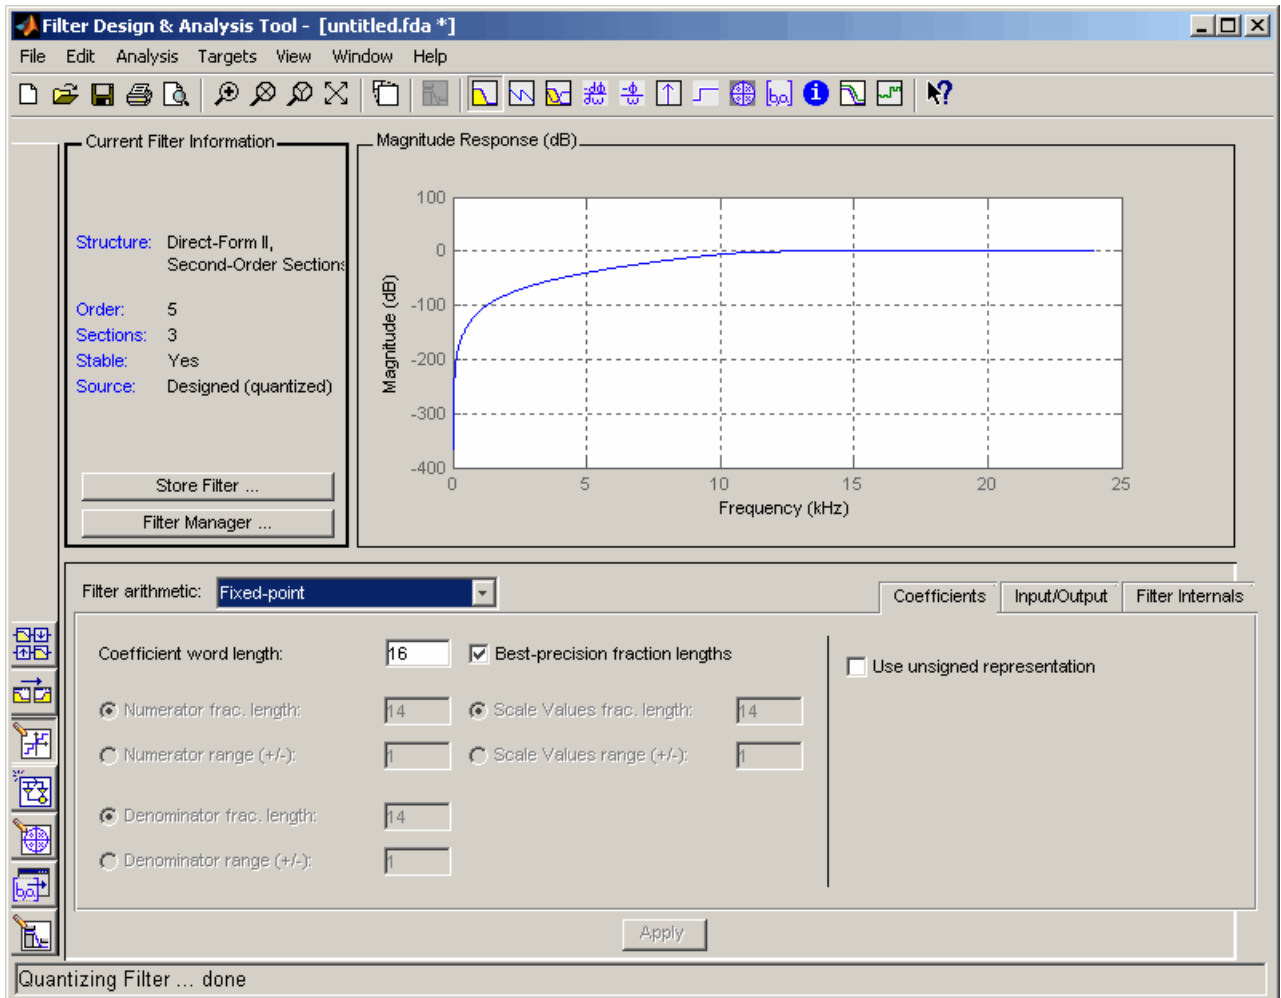 Filter Design & Analysis Tool - [untitled.fda *]
File Edit Analysis Targets View Window Help
Current Filter Information
Structure: Direct-Form II,
Second-Order Sections
Order: 5
Sections: 3
Stable: Yes
Source: Designed (quantized)
Store Filter ...
Filter Manager ...
Magnitude Response (dB)
Magnitude (dB)
100
0
-100
-200
-300
-400
0 5 10 15 20 25
Frequency (kHz)
Filter arithmetic: Fixed-point
Coefficients Input/Output Filter Internals
Coefficient word length: 16 Best-precision fraction lengths
Use unsigned representation
Numerator frac. length: 14 Scale Values frac. length: 14
Numerator range (+/-): 1 Scale Values range (+/-): 1
Denominator frac. length: 14
Denominator range (+/-): 1
Apply
Quantizing Filter ... done